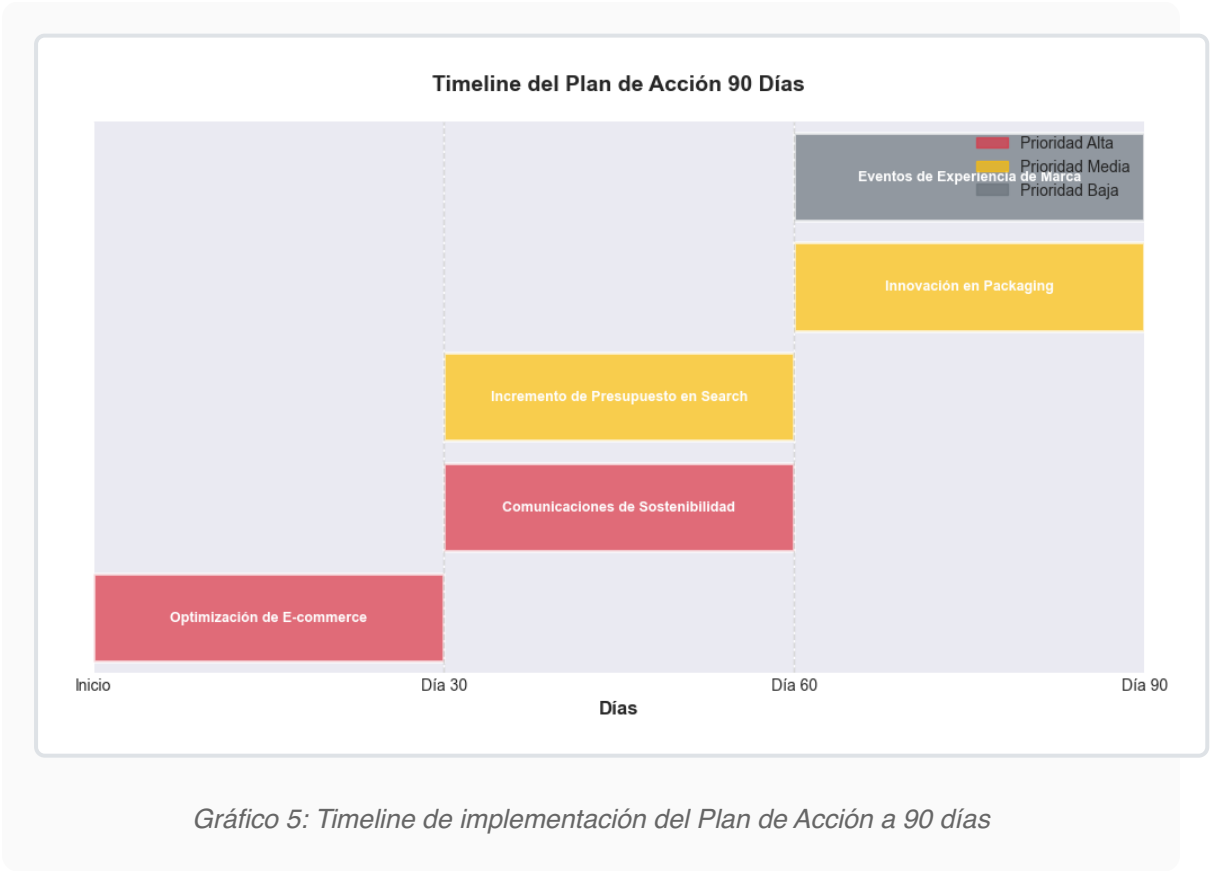 Timeline del Plan de Acción 90 Días
Prioridad Alta
Prioridad Media
Prioridad Baja
Eventos de Experiencia de Marca
Innovación en Packaging
Incremento de Presupuesto en Search
Comunicaciones de Sostenibilidad
Optimización de E-commerce
Inicio
Día 30
Día 60
Día 90
Días
Gráfico 5: Timeline de implementación del Plan de Acción a 90 días